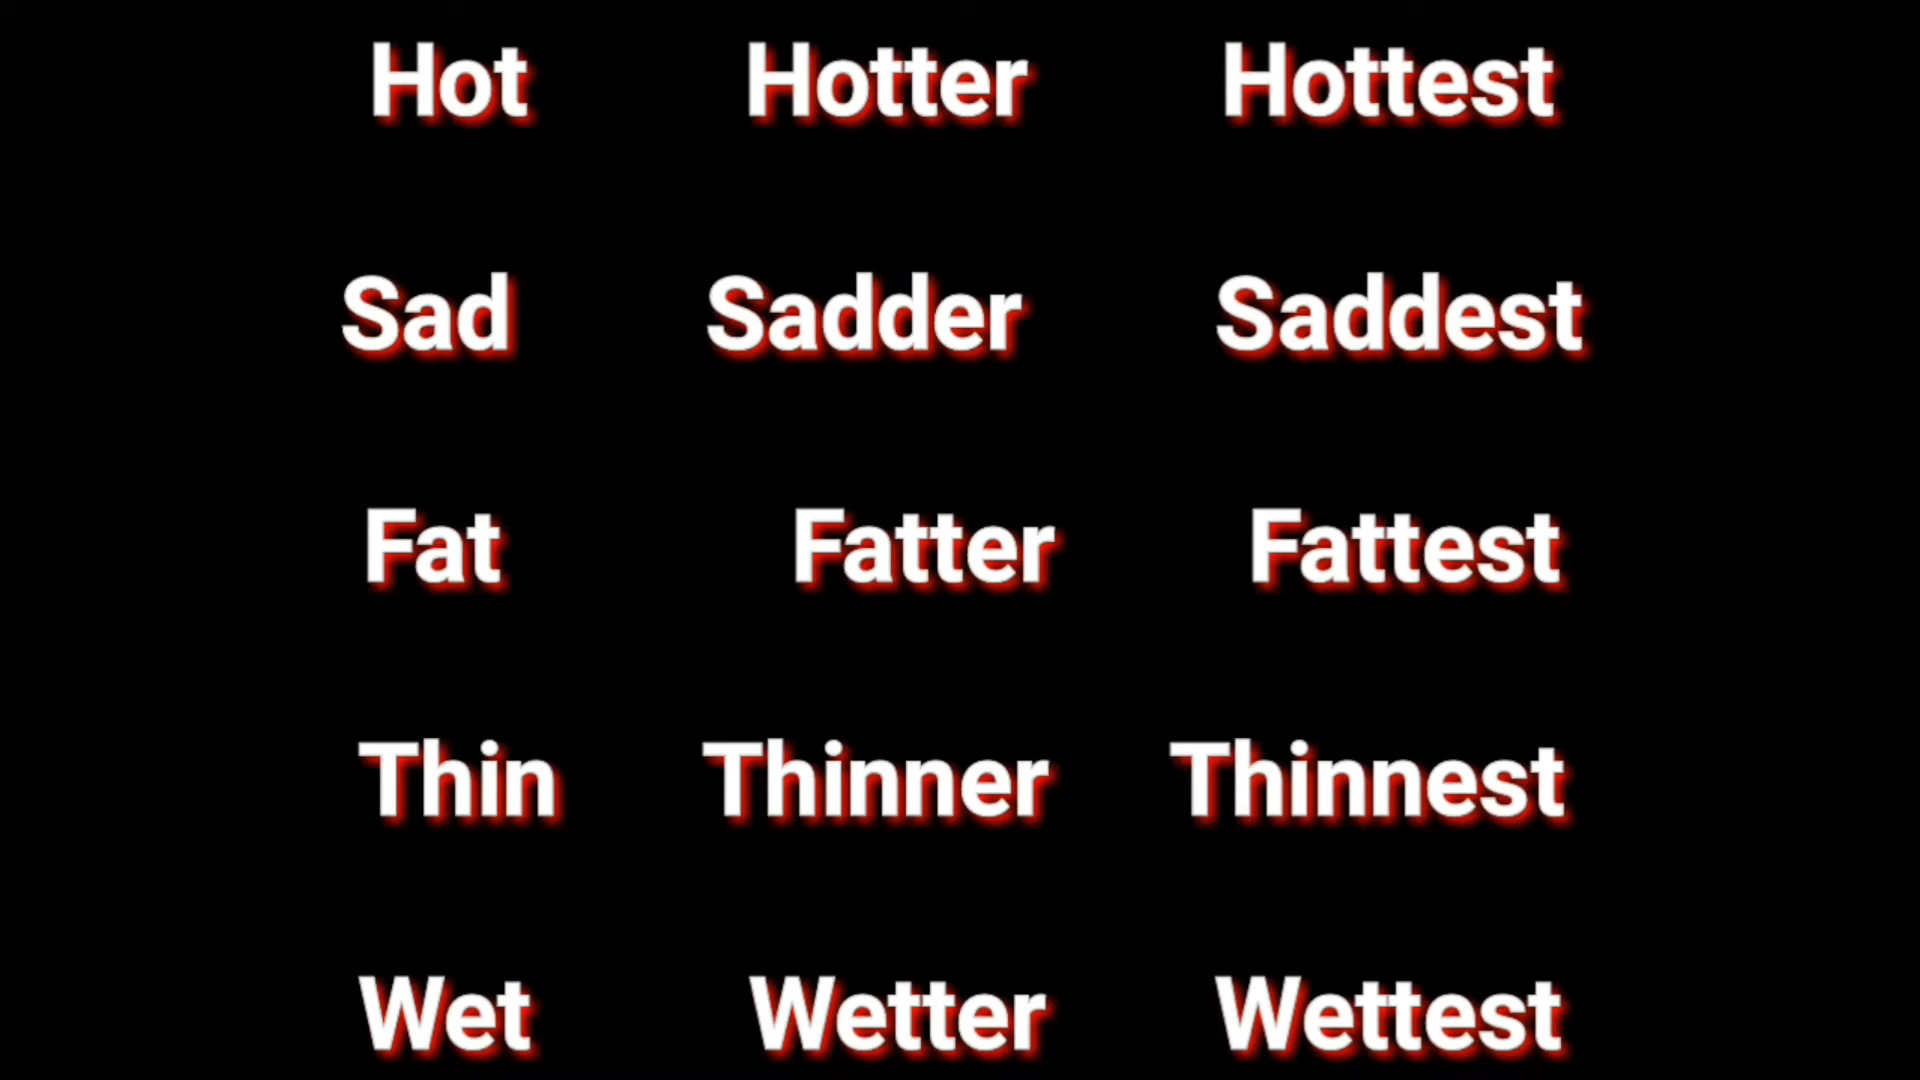 Hot Hotter Hottest
Sad Sadder Saddest
Fat Fatter Fattest
Thin Thinner Thinnest
Wet Wetter Wettest